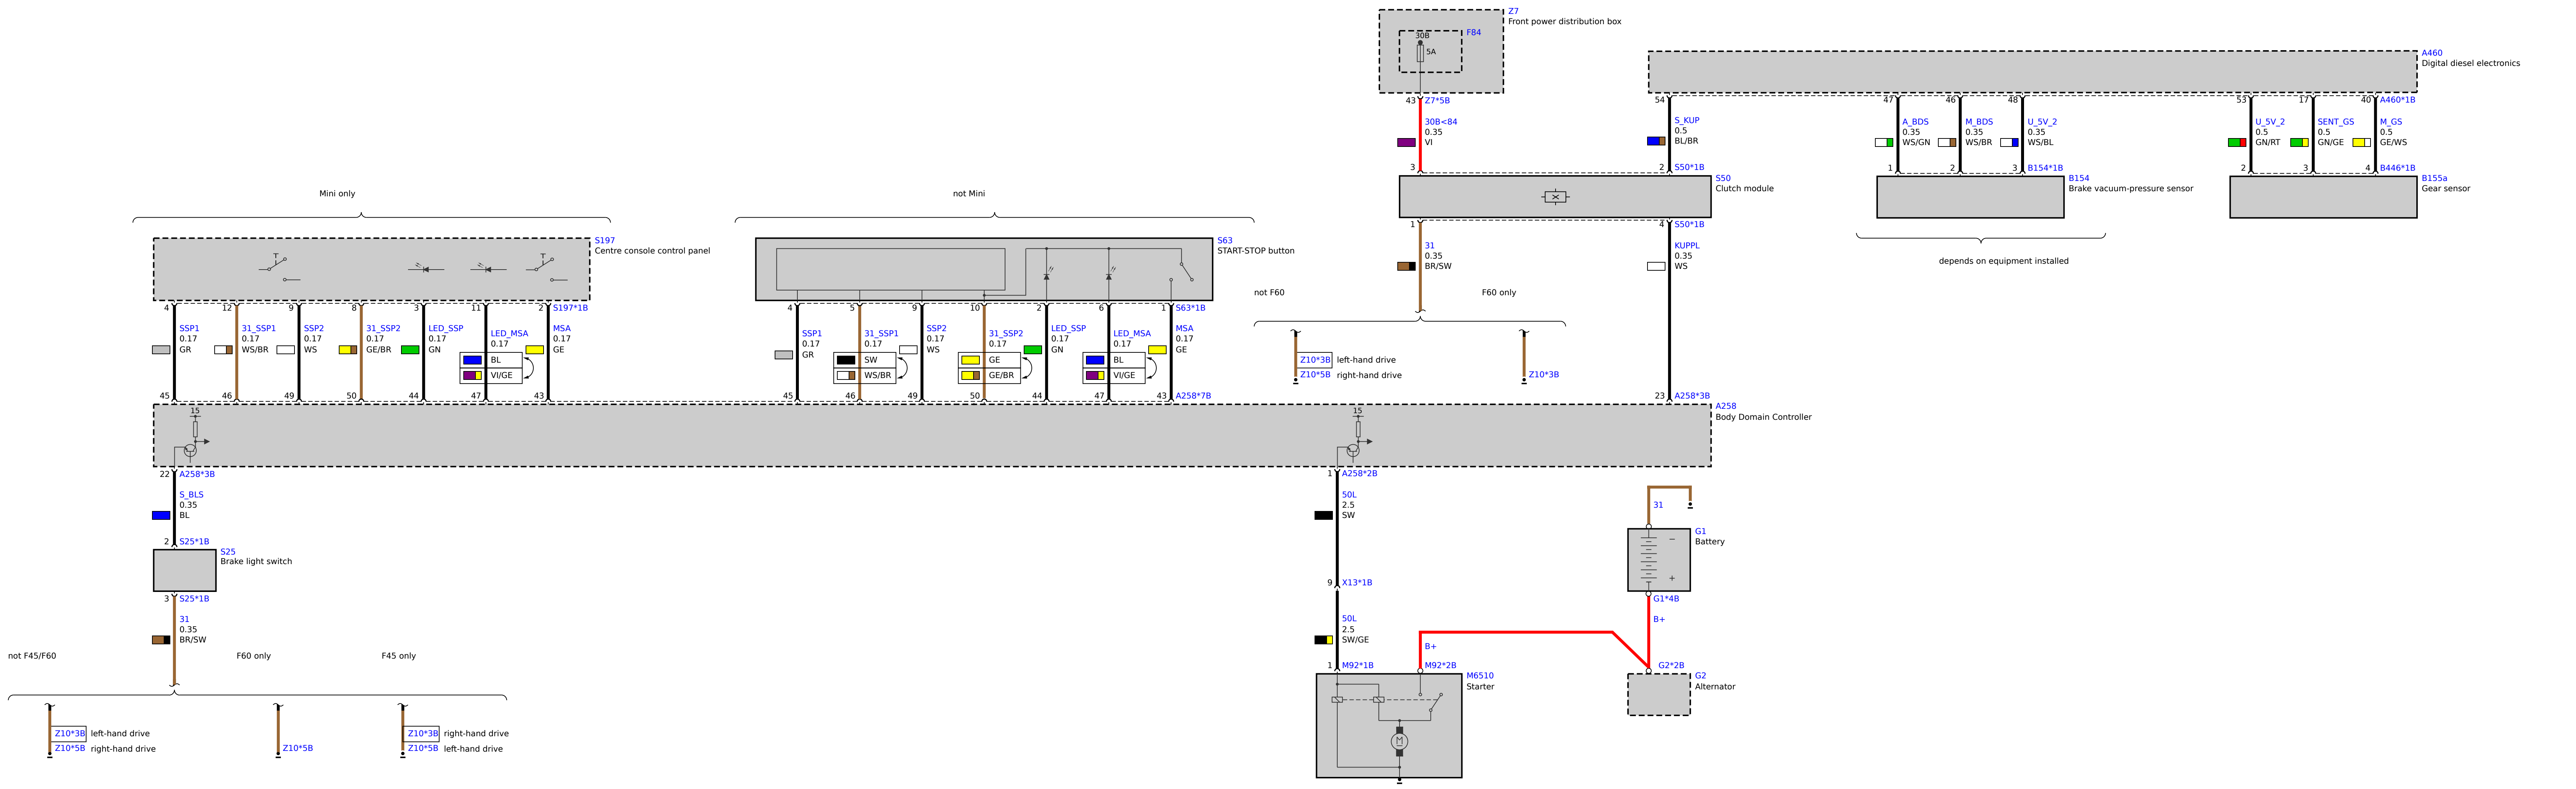 Z7
Front power distribution box
30B
F84
5A
A460
Digital diesel electronics
43 Z7*5B
30B<84
0.35
VI
54
S_KUP
0.5
BL/BR
47
A_BDS
0.35
WS/GN
46
M_BDS
0.35
WS/BR
48
U_5V_2
0.35
WS/BL
53
U_5V_2
0.5
GN/RT
17
SENT_GS
0.5
GN/GE
40 A460*1B
M_GS
0.5
GE/WS
3
2 S50*1B
1
2
3 B154*1B
2
3
4 B446*1B
S50
Clutch module
B154
Brake vacuum-pressure sensor
B155a
Gear sensor
depends on equipment installed
Mini only
not Mini
S197
Centre console control panel
S63
START-STOP button
1
31
0.35
BR/SW
4 S50*1B
KUPPL
0.35
WS
not F60
F60 only
Z10*3B left-hand drive
Z10*5B right-hand drive
Z10*3B
4
SSP1
0.17
GR
12
31_SSP1
0.17
WS/BR
9
SSP2
0.17
WS
8
31_SSP2
0.17
GE/BR
3
LED_SSP
0.17
GN
11
LED_MSA
0.17
BL
VI/GE
2 S197*1B
MSA
0.17
GE
4
SSP1
0.17
GR
5
31_SSP1
0.17
SW
WS/BR
9
SSP2
0.17
WS
10
31_SSP2
0.17
GE
GE/BR
2
LED_SSP
0.17
GN
6
LED_MSA
0.17
BL
VI/GE
1 S63*1B
MSA
0.17
GE
45 46 49 50 44 47 43
45 46 49 50 44 47 43 A258*7B
23 A258*3B
A258
Body Domain Controller
15
15
22 A258*3B
S_BLS
0.35
BL
2 S25*1B
S25
Brake light switch
3 S25*1B
31
0.35
BR/SW
not F45/F60
F60 only
F45 only
Z10*3B left-hand drive
Z10*5B right-hand drive
Z10*5B
Z10*3B right-hand drive
Z10*5B left-hand drive
1 A258*2B
50L
2.5
SW
9 X13*1B
50L
2.5
SW/GE
1 M92*1B
B+
M92*2B
M6510
Starter
M
31
G1
Battery
−
+
G1*4B
B+
G2*2B
G2
Alternator